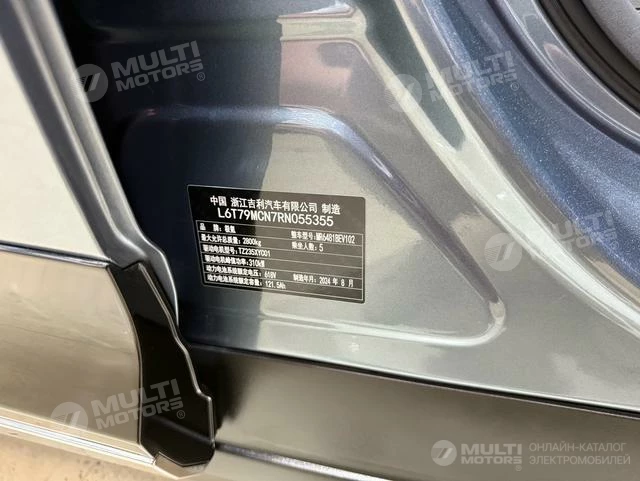 MULTI
MOTORS®
MULTI
MOTORS®
中国 浙江吉利汽车有限公司 制造
L6T79MCN7RN055355
品牌：极氪 整车型号：MR6481BEV102
最大允许总质量：2800kg 乘坐人数：5
驱动电机型号：TZ235XY001
驱动电机峰值功率：310kW
动力电池系统额定电压：618V 制造年月：2024 年 8 月
动力电池系统额定容量：121.5Ah
MULTI
MOTORS®
MULTI
MOTORS®
MULTI
MOTORS®
ОНЛАЙН-КАТАЛОГ
ЭЛЕКТРОМОБИЛЕЙ